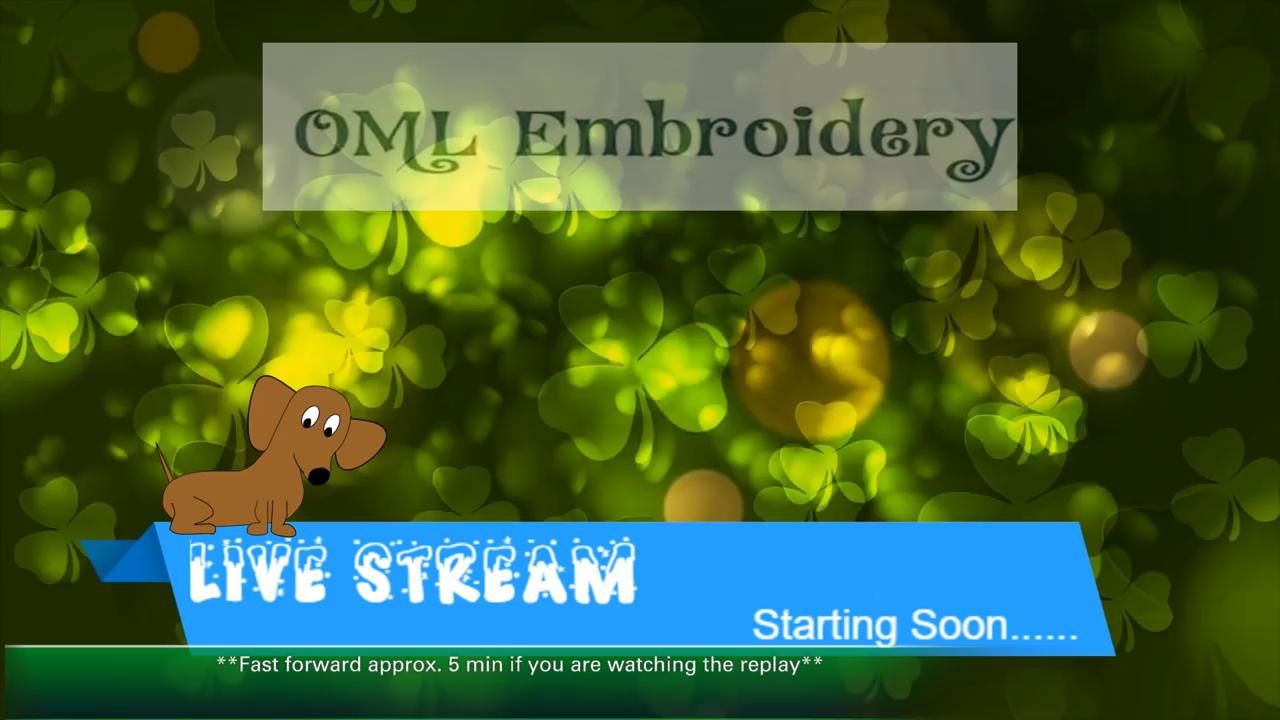 OML Embroidery
LIVE STREAM
Starting Soon......
**Fast forward approx. 5 min if you are watching the replay**